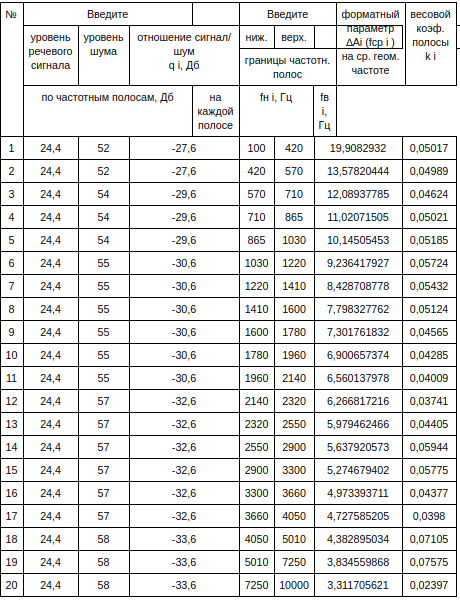 № Введите Введите форматный параметр ΔAi (fср i ) на ср. геом. частоте весовой коэф. полосы k i
уровень речевого сигнала уровень шума отношение сигнал/шум q i, Дб ниж. верх.
границы частотн. полос
по частотным полосам, Дб на каждой полосе fн i, Гц fв i, Гц
1 24,4 52 -27,6 100 420 19,9082932 0,05017
2 24,4 52 -27,6 420 570 13,57820444 0,04989
3 24,4 54 -29,6 570 710 12,08937785 0,04624
4 24,4 54 -29,6 710 865 11,02071505 0,05021
5 24,4 54 -29,6 865 1030 10,14505453 0,05185
6 24,4 55 -30,6 1030 1220 9,236417927 0,05724
7 24,4 55 -30,6 1220 1410 8,428708778 0,05432
8 24,4 55 -30,6 1410 1600 7,798327762 0,05124
9 24,4 55 -30,6 1600 1780 7,301761832 0,04565
10 24,4 55 -30,6 1780 1960 6,900657374 0,04285
11 24,4 55 -30,6 1960 2140 6,560137978 0,04009
12 24,4 57 -32,6 2140 2320 6,266817216 0,03741
13 24,4 57 -32,6 2320 2550 5,979462466 0,04405
14 24,4 57 -32,6 2550 2900 5,637920573 0,05944
15 24,4 57 -32,6 2900 3300 5,274679402 0,05775
16 24,4 57 -32,6 3300 3660 4,973393711 0,04377
17 24,4 57 -32,6 3660 4050 4,727585205 0,0398
18 24,4 58 -33,6 4050 5010 4,382895034 0,07105
19 24,4 58 -33,6 5010 7250 3,834559868 0,07575
20 24,4 58 -33,6 7250 10000 3,311705621 0,02397